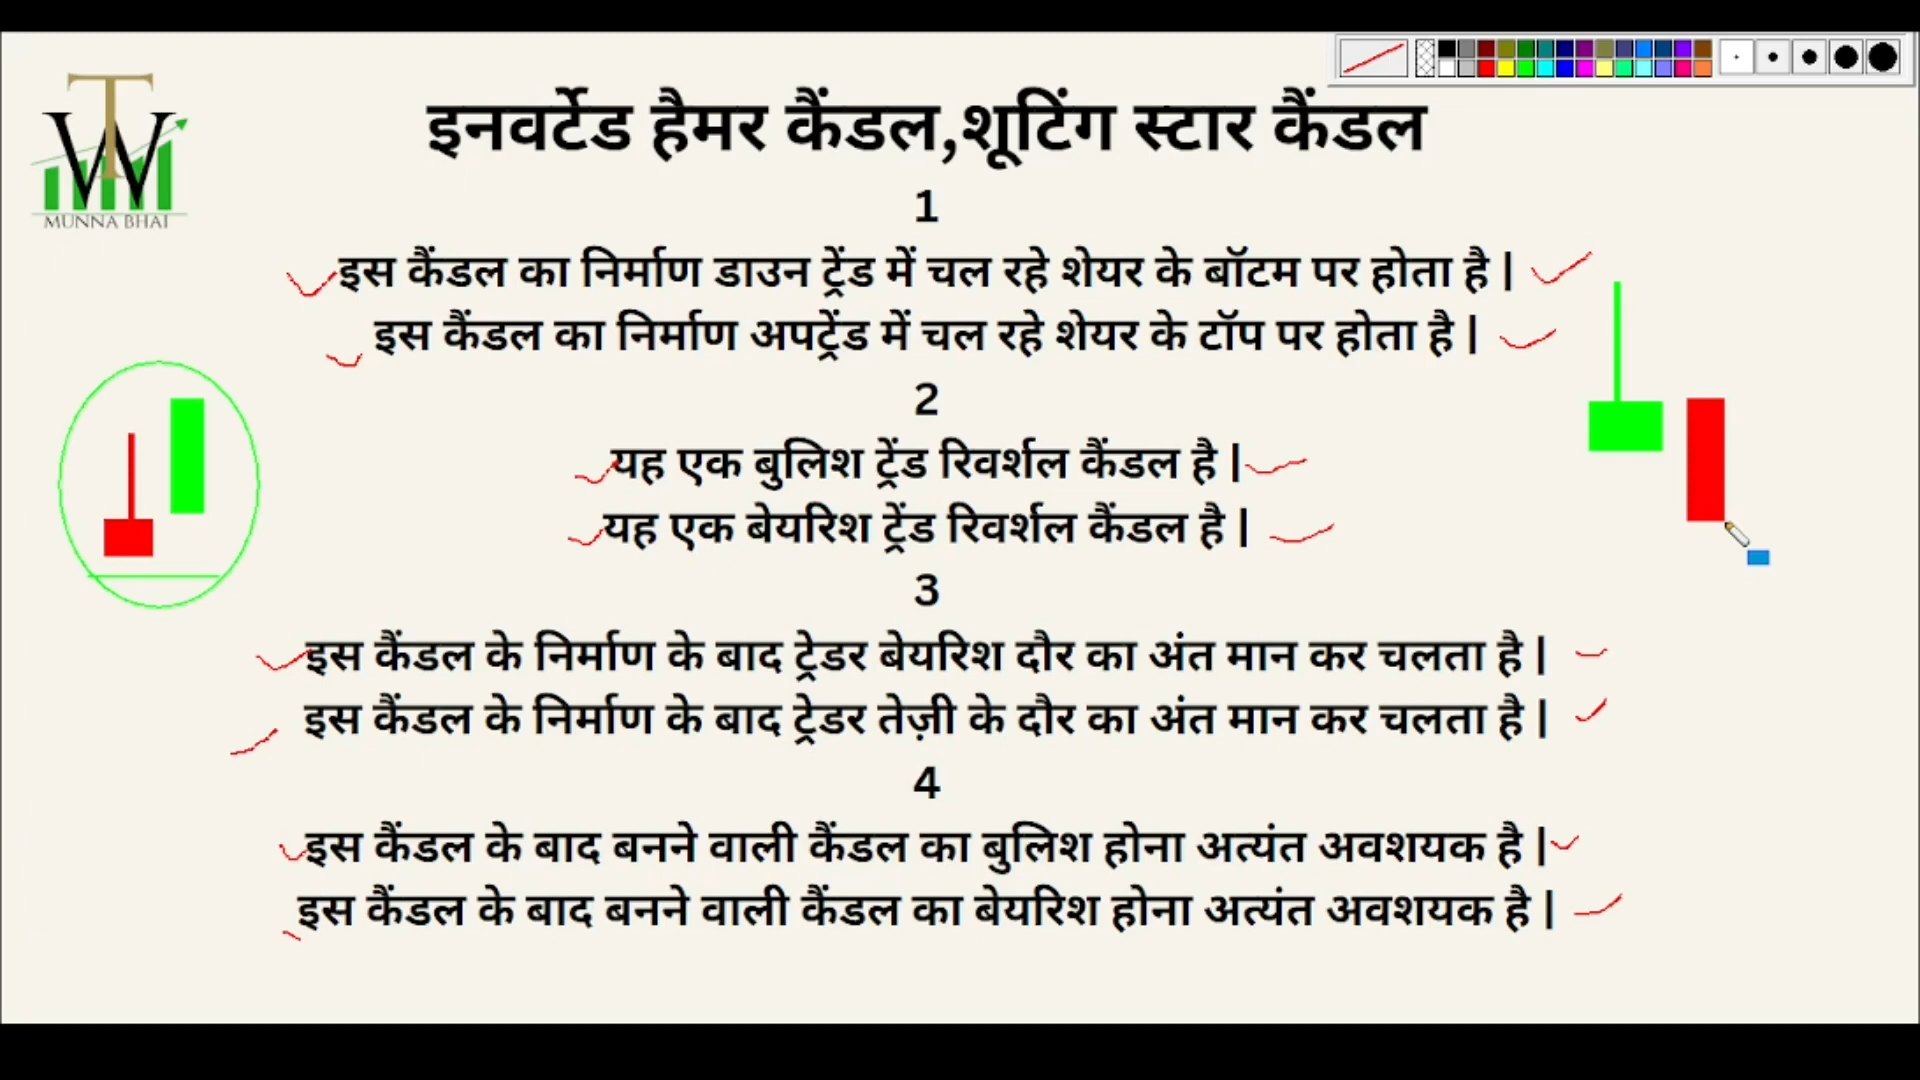 TW
MUNNA BHAI
इनवर्टेड हैमर कैंडल,शूटिंग स्टार कैंडल
1
इस कैंडल का निर्माण डाउन ट्रेंड में चल रहे शेयर के बॉटम पर होता है |
इस कैंडल का निर्माण अपट्रेंड में चल रहे शेयर के टॉप पर होता है |
2
यह एक बुलिश ट्रेंड रिवर्शल कैंडल है |
यह एक बेयरिश ट्रेंड रिवर्शल कैंडल है |
3
इस कैंडल के निर्माण के बाद ट्रेडर बेयरिश दौर का अंत मान कर चलता है |
इस कैंडल के निर्माण के बाद ट्रेडर तेज़ी के दौर का अंत मान कर चलता है |
4
इस कैंडल के बाद बनने वाली कैंडल का बुलिश होना अत्यंत अवशयक है |
इस कैंडल के बाद बनने वाली कैंडल का बेयरिश होना अत्यंत अवशयक है |